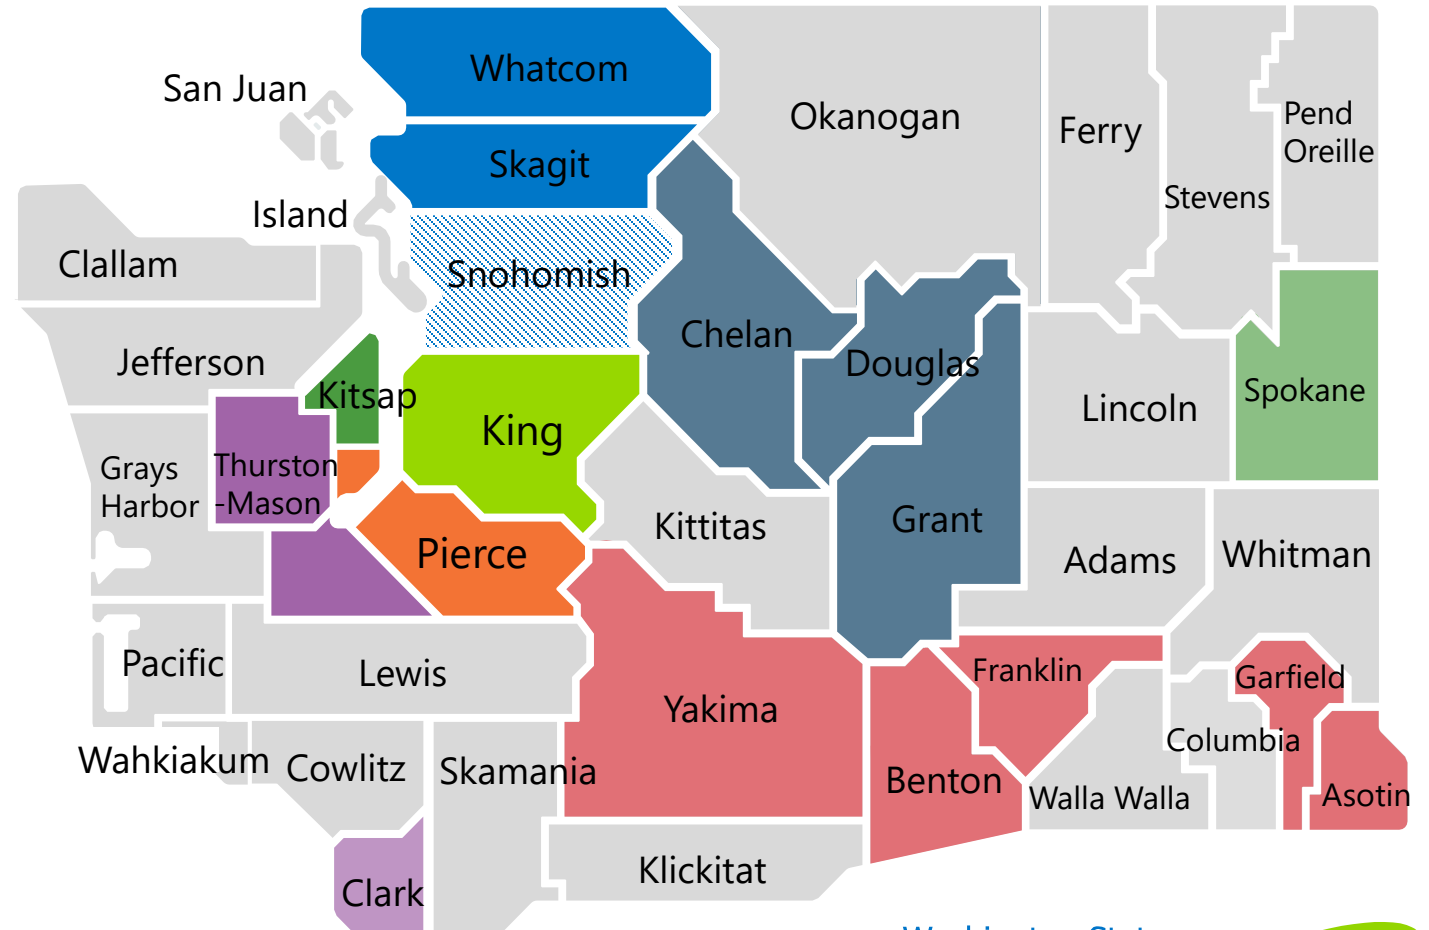 Whatcom
San Juan
Okanogan
Pend
Oreille
Ferry
Skagit
Stevens
Island
Clallam
Snohomish
Chelan
Douglas
Jefferson
Kitsap
Spokane
Lincoln
King
Grays
Harbor
Thurston
-Mason
Kittitas
Grant
Pierce
Adams
Whitman
Pacific
Lewis
Franklin
Garfield
Yakima
Columbia
Wahkiakum
Cowlitz
Skamania
Benton
Walla Walla
Asotin
Klickitat
Clark